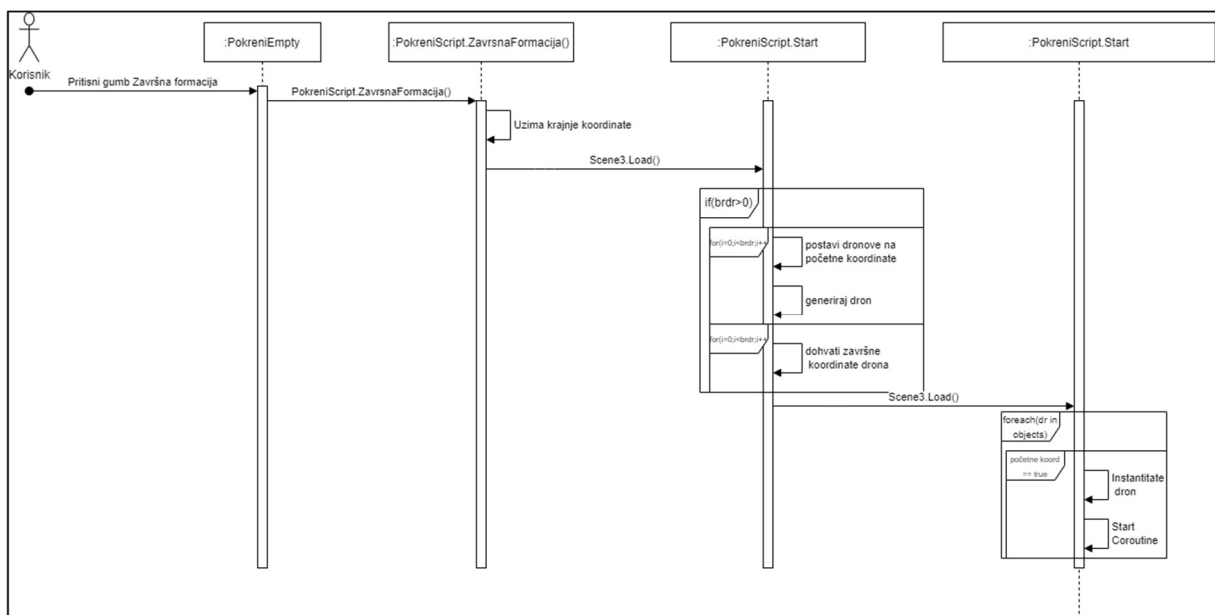 :PokreniEmpty
:PokreniScript.ZavrsnaFormacija()
:PokreniScript.Start
:PokreniScript.Start
Korisnik
Pritisni gumb Završna formacija
PokreniScript.ZavrsnaFormacija()
Uzima krajnje koordinate
Scene3.Load()
if(brdr>0)
for(i=0;i<brdr;i++
postavi dronove na
početne koordinate
generiraj dron
for(i=0;i<brdr;i++
dohvati završne
koordinate drona
Scene3.Load()
foreach(dr in
objects)
početne koord
== true
Instantitate
dron
Start
Coroutine